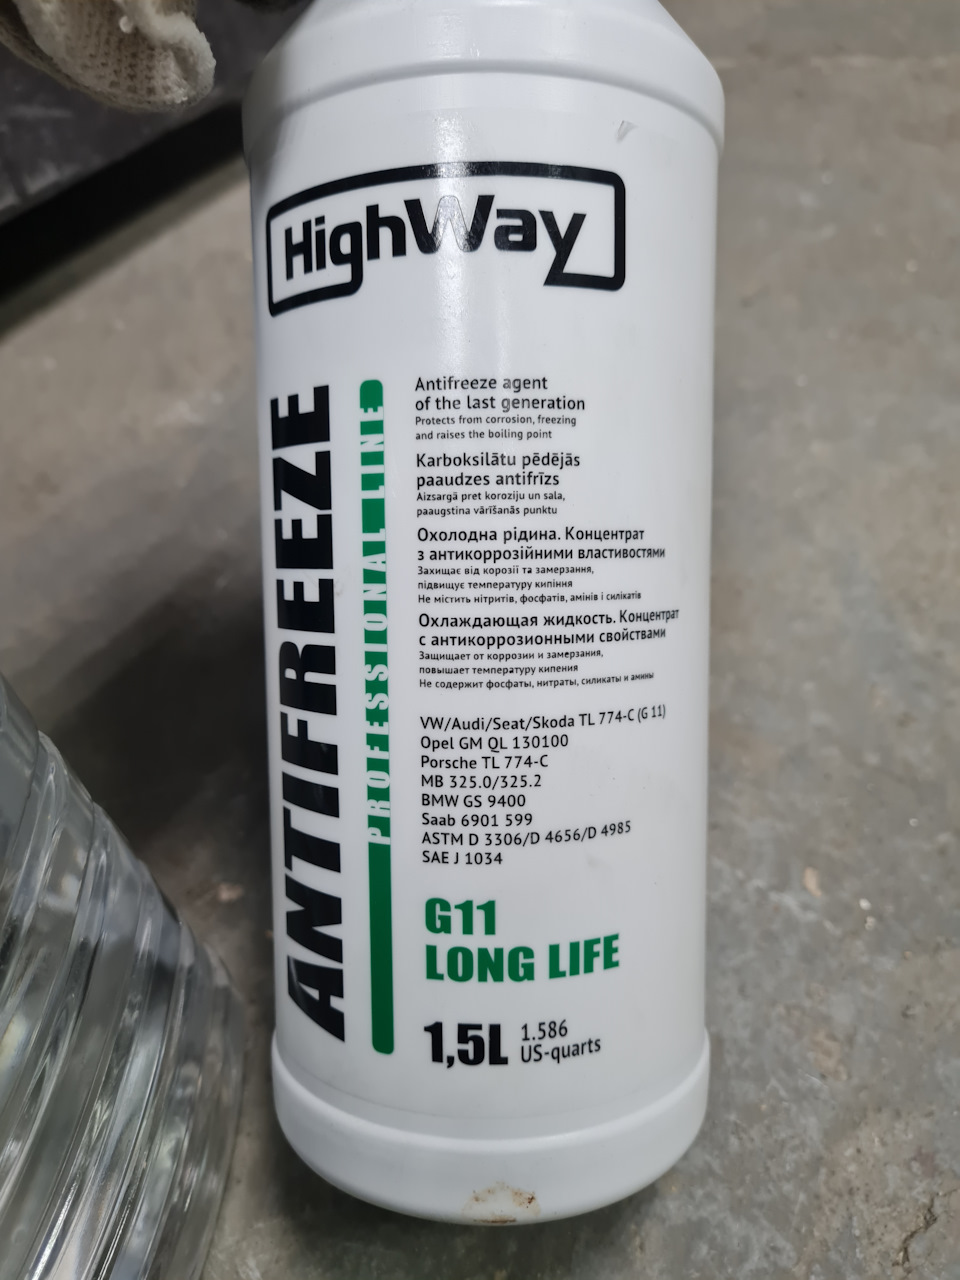 HighWay
ANTIFREEZE
PROFESSIONAL LINE
Antifreeze agent
of the last generation
Protects from corrosion, freezing
and raises the boiling point
Karboksilātu pēdējās
paaudzes antifrīzs
Aizsargā pret koroziju un sala,
paaugstina vārīšanās punktu
Охолодна рідина. Концентрат
з антикоррозійними властивостями
Захищає від корозії та замерзання,
підвищує температуру кипіння
Не містить нітритів, фосфатів, амінів і силікатів
Охлаждающая жидкость. Концентрат
с антикоррозионными свойствами
Защищает от коррозии и замерзания,
повышает температуру кипения
Не содержит фосфаты, нитраты, силикаты и амины
VW/Audi/Seat/Skoda TL 774-C (G 11)
Opel GM QL 130100
Porsche TL 774-C
MB 325.0/325.2
BMW GS 9400
Saab 6901 599
ASTM D 3306/D 4656/D 4985
SAE J 1034
G11
LONG LIFE
1,5L 1.586
US-quarts